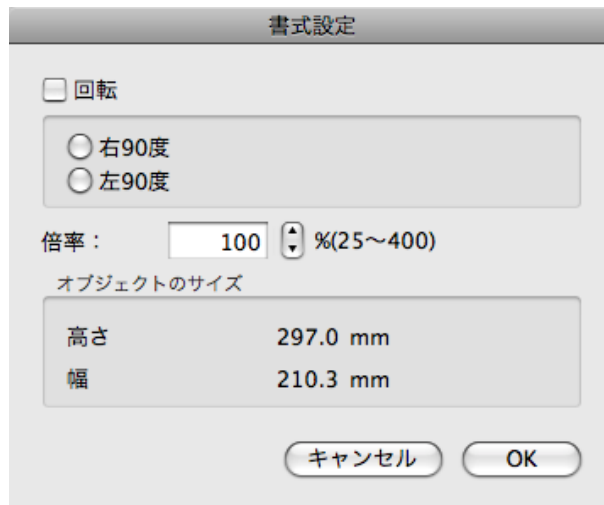 書式設定
回転
右90度
左90度
倍率： 100 %(25〜400)
オブジェクトのサイズ
高さ 297.0 mm
幅 210.3 mm
キャンセル OK